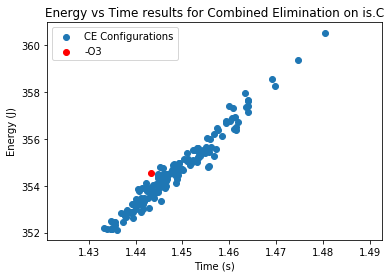 Energy vs Time results for Combined Elimination on is.C
CE Configurations
-O3
Energy (J)
360
358
356
354
352
1.43 1.44 1.45 1.46 1.47 1.48 1.49
Time (s)